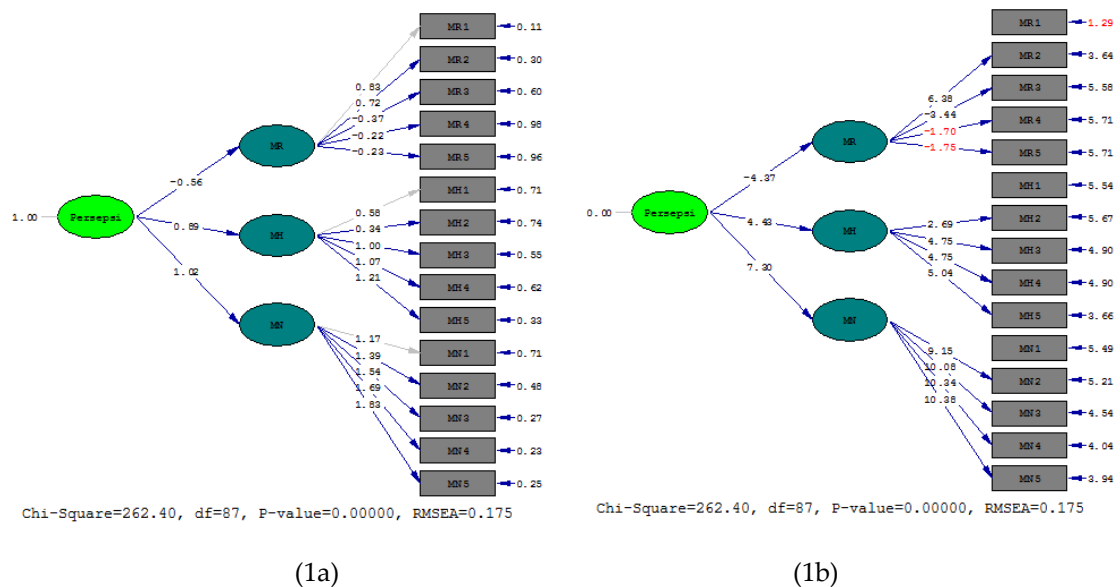 MR1 0.11
0.83
MR2 0.30
0.72
MR3 0.60
-0.37
MR4 0.98
-0.22
MR
MR5 0.96
-0.23
-0.56
MH1 0.71
0.58
1.00 Persepsi
MH2 0.74
0.34
0.89
MH
MH3 0.55
1.00
MH4 0.62
1.07
1.02
MH5 0.33
1.21
MN
MN1 0.71
1.17
MN2 0.48
1.39
MN3 0.27
1.54
MN4 0.23
1.69
MN5 0.25
1.83
Chi-Square=262.40, df=87, P-value=0.00000, RMSEA=0.175
(1a)
MR1 1.29
MR2 3.64
6.38
MR3 5.58
-3.44
MR4 5.71
-1.70
MR
MR5 5.71
-1.75
-4.37
MH1 5.54
0.00 Persepsi
MH2 5.67
2.69
4.43
MH
MH3 4.90
4.75
MH4 4.90
4.75
7.30
MH5 3.66
5.04
MN
MN1 5.49
MN2 5.21
9.15
MN3 4.54
10.08
MN4 4.04
10.34
MN5 3.94
10.38
Chi-Square=262.40, df=87, P-value=0.00000, RMSEA=0.175
(1b)